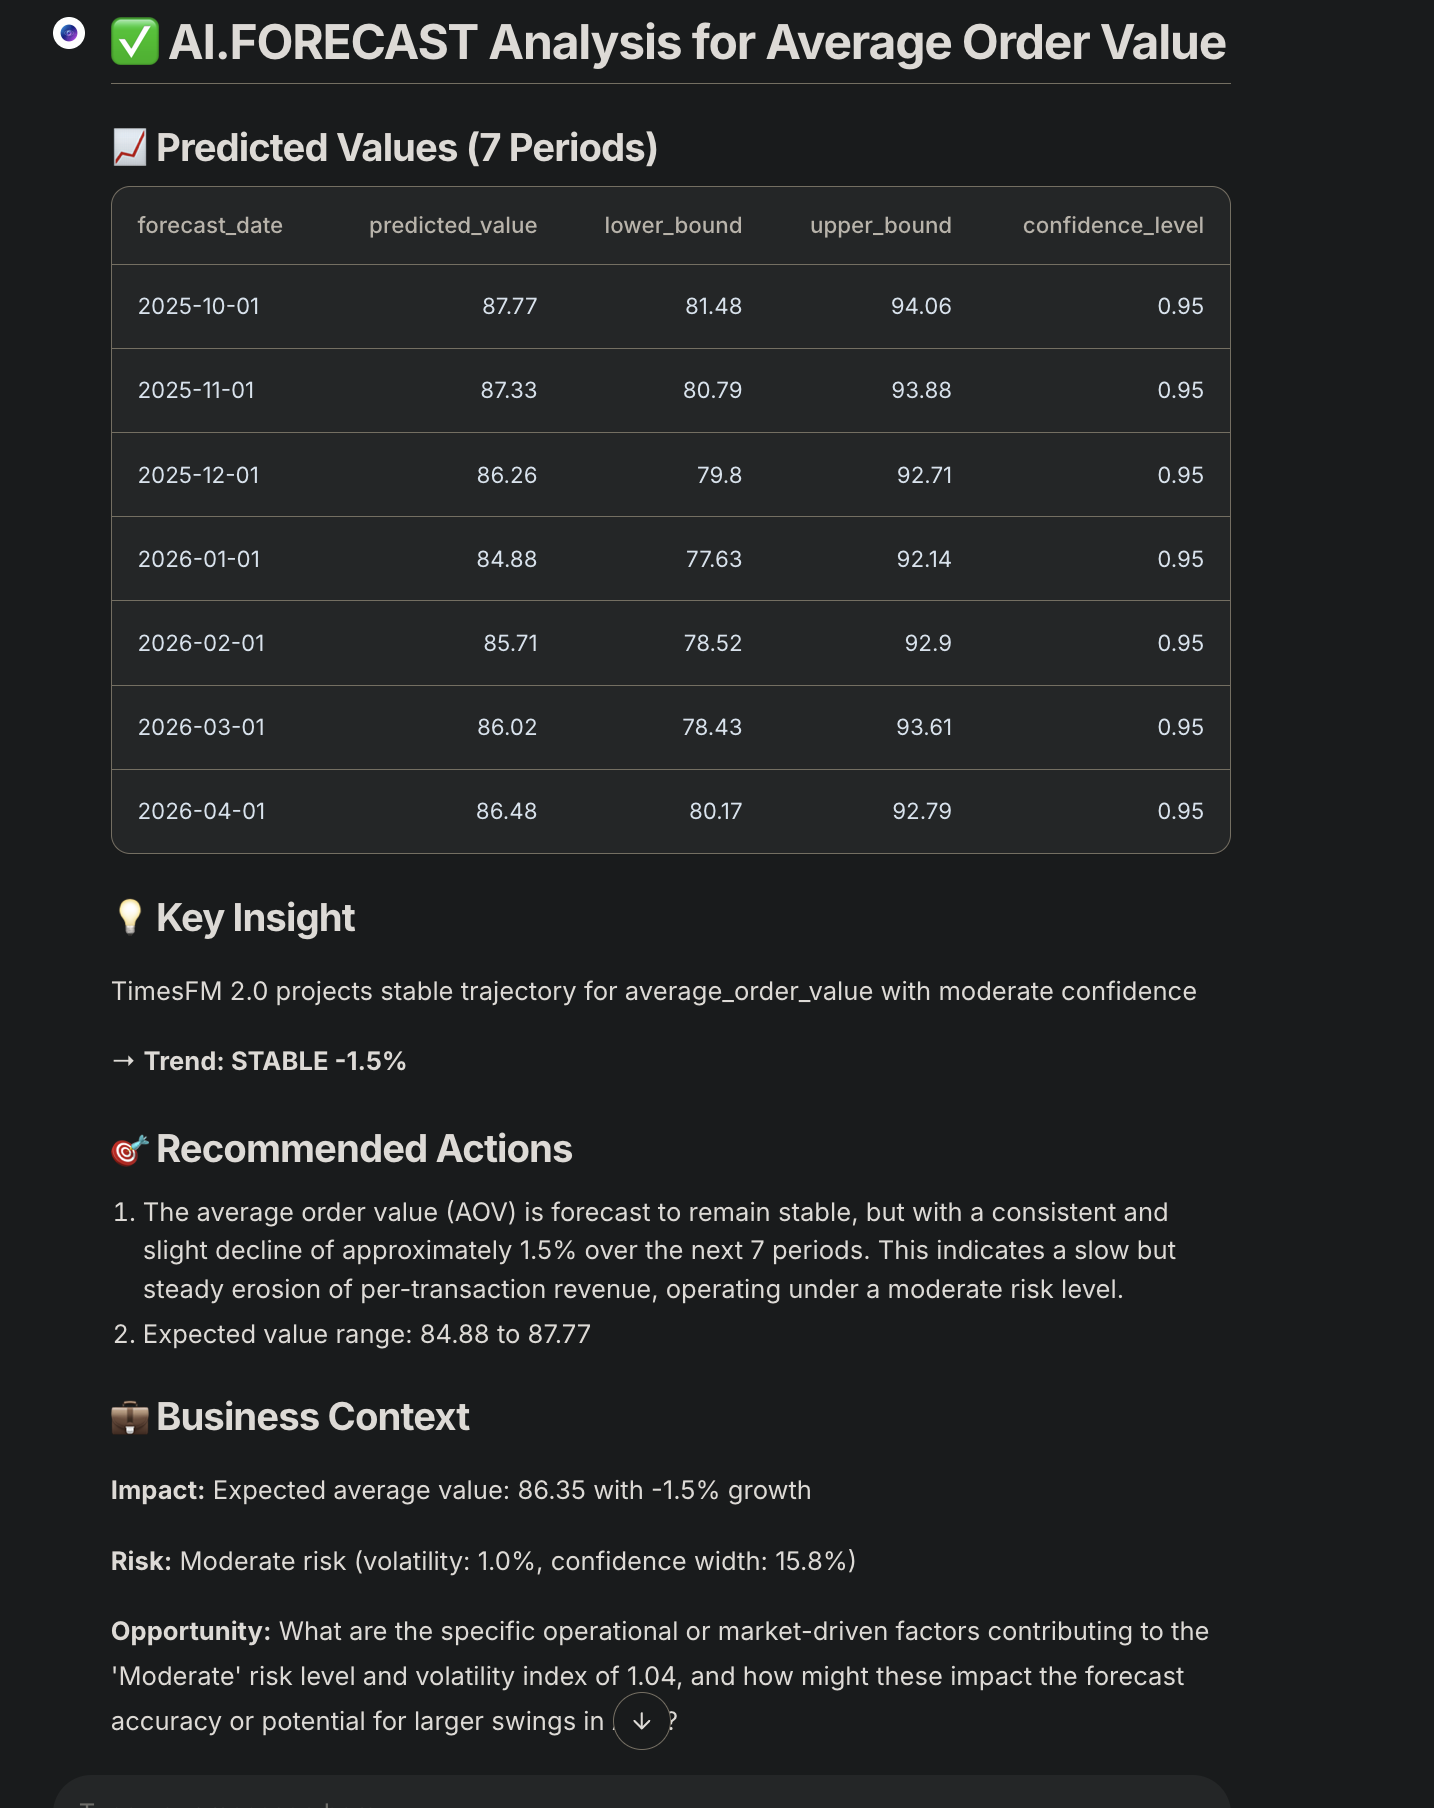 AI.FORECAST Analysis for Average Order Value
Predicted Values (7 Periods)
forecast_date predicted_value lower_bound upper_bound confidence_level
2025-10-01 87.77 81.48 94.06 0.95
2025-11-01 87.33 80.79 93.88 0.95
2025-12-01 86.26 79.8 92.71 0.95
2026-01-01 84.88 77.63 92.14 0.95
2026-02-01 85.71 78.52 92.9 0.95
2026-03-01 86.02 78.43 93.61 0.95
2026-04-01 86.48 80.17 92.79 0.95
Key Insight
TimesFM 2.0 projects stable trajectory for average_order_value with moderate confidence
→ Trend: STABLE -1.5%
Recommended Actions
1. The average order value (AOV) is forecast to remain stable, but with a consistent and
slight decline of approximately 1.5% over the next 7 periods. This indicates a slow but
steady erosion of per-transaction revenue, operating under a moderate risk level.
2. Expected value range: 84.88 to 87.77
Business Context
Impact: Expected average value: 86.35 with -1.5% growth
Risk: Moderate risk (volatility: 1.0%, confidence width: 15.8%)
Opportunity: What are the specific operational or market-driven factors contributing to the
'Moderate' risk level and volatility index of 1.04, and how might these impact the forecast
accuracy or potential for larger swings in ?